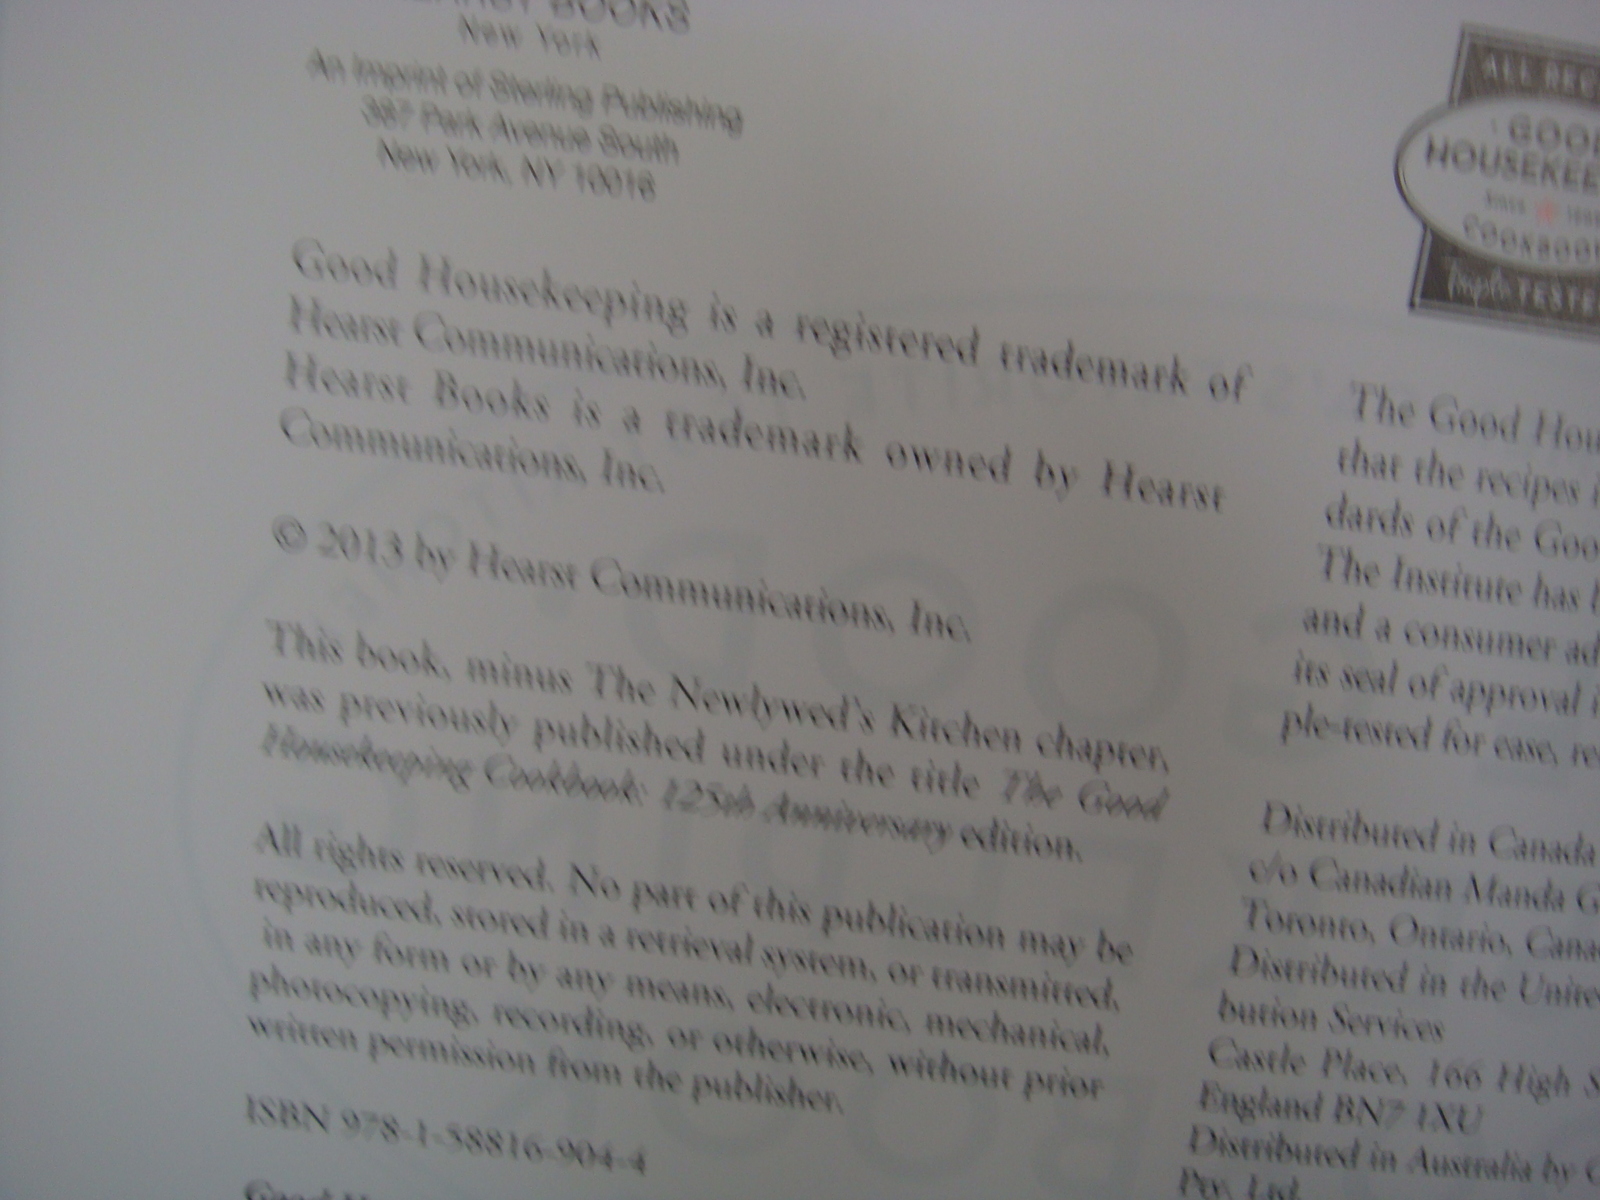 BOOKS
New York
An Imprint of Sterling Publishing
387 Park Avenue South
New York, NY 10016
Good Housekeeping is a registered trademark of
Hearst Communications, Inc.
Hearst Books is a trademark owned by Hearst
Communications, Inc.
© 2013 by Hearst Communications, Inc.
This book, minus The Newlywed's Kitchen chapter,
was previously published under the title The Good
Housekeeping Cookbook: 125th Anniversary edition.
All rights reserved. No part of this publication may be
reproduced, stored in a retrieval system, or transmitted,
in any form or by any means, electronic, mechanical,
photocopying, recording, or otherwise, without prior
written permission from the publisher.
ISBN 978-1-58816-904-4
Good
ALL REC
GOO
HOUSEKEE
COOKBOO
Triple TESTE
The Good Hou
that the recipes i
dards of the Goo
The Institute has
and a consumer ad
its seal of approval i
ple-tested for ease, re
Distributed in Canada
c/o Canadian Manda G
Toronto, Ontario, Cana
Distributed in the Unite
bution Services
Castle Place, 166 High S
England BN7 1XU
Distributed in Australia by C
Pty. Ltd.